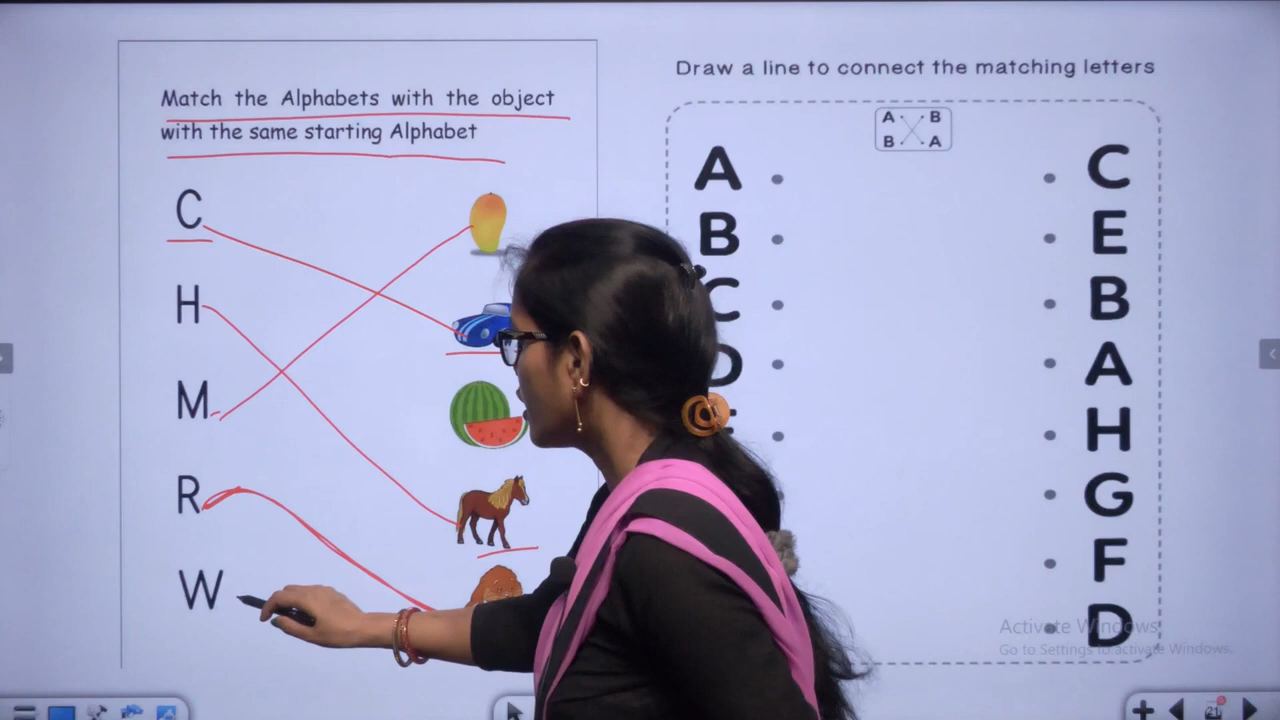 Match the Alphabets with the object
with the same starting Alphabet
C
H
M
R
W
Draw a line to connect the matching letters
A B
B A
A C
B E
C B
D A
H
G
F
D
Activate Windows
Go to Settings to activate Windows.
21